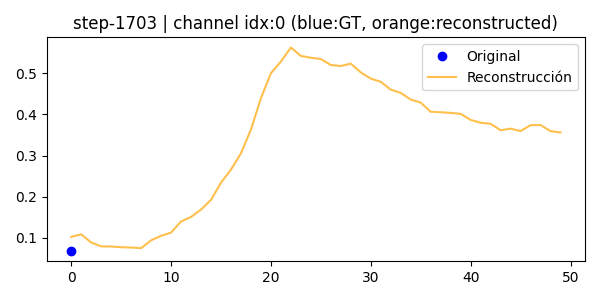 step-1703 | channel idx:0 (blue:GT, orange:reconstructed)
Original
Reconstrucción
0.5
0.4
0.3
0.2
0.1
0 10 20 30 40 50